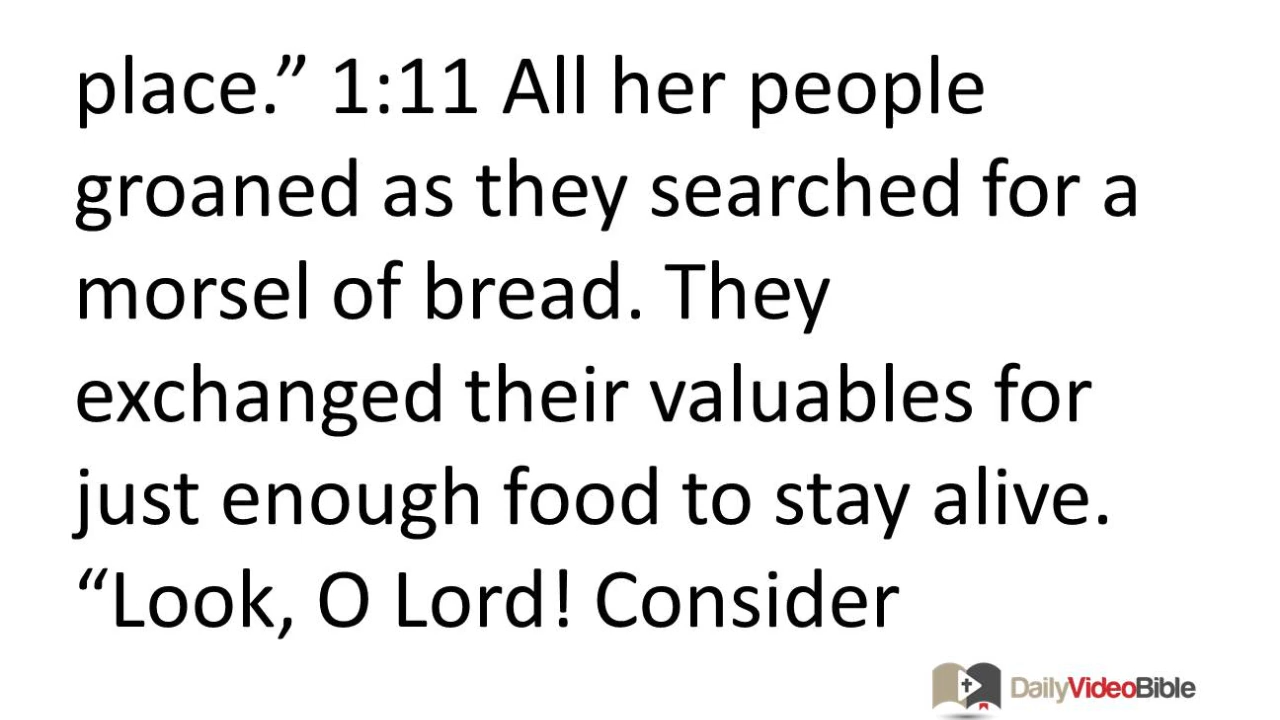 place.” 1:11 All her people
groaned as they searched for a
morsel of bread. They
exchanged their valuables for
just enough food to stay alive.
“Look, O Lord! Consider
DailyVideoBible